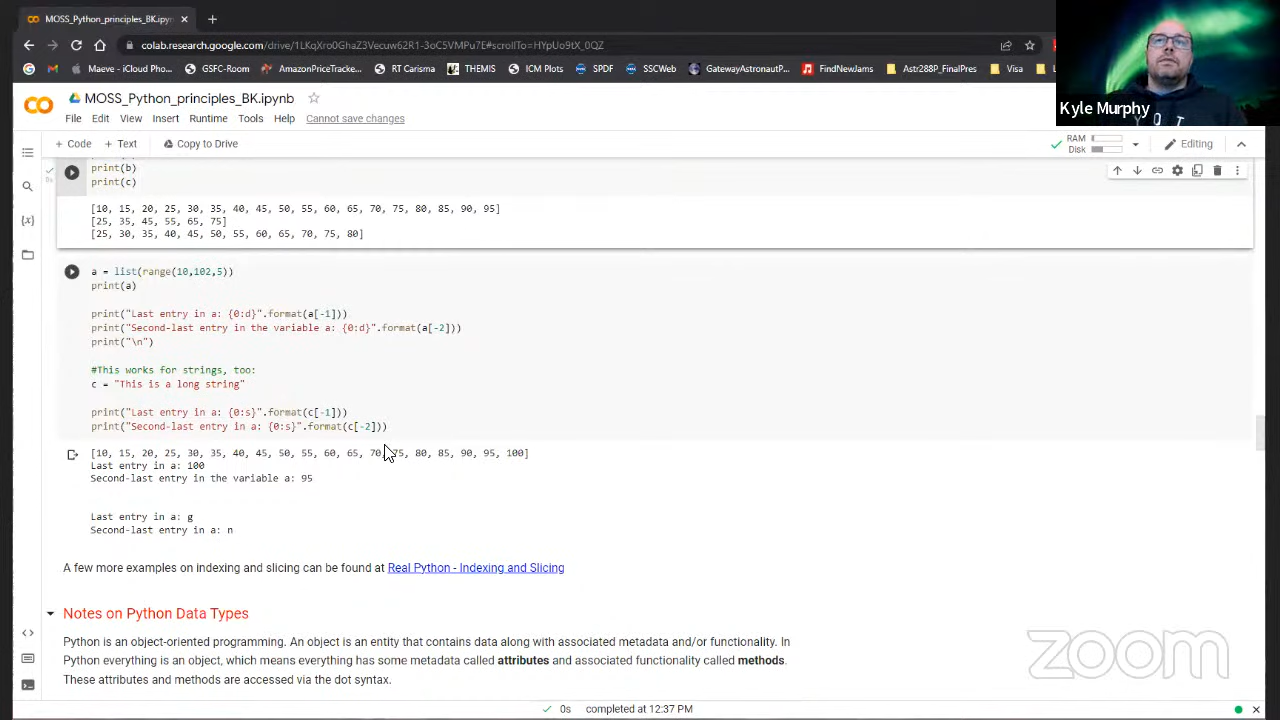 MOSS_Python_principles_BK.ipyn
colab.research.google.com/drive/1LKqXro0GhaZ3Vecuw62R1-3oC5VMPu7E#scrollTo=HYpUo9tX_0QZ
Maeve - iCloud Pho...
GSFC-Room
AmazonPriceTracke...
RT Carisma
THEMIS
ICM Plots
SPDF
SSCWeb
GatewayAstronautP...
FindNewJams
Astr288P_FinalPres
Visa
Kyle Murphy
MOSS_Python_principles_BK.ipynb
File Edit View Insert Runtime Tools Help Cannot save changes
+ Code + Text Copy to Drive
RAM
Disk
Editing
print(b)
print(c)
[10, 15, 20, 25, 30, 35, 40, 45, 50, 55, 60, 65, 70, 75, 80, 85, 90, 95]
[25, 35, 45, 55, 65, 75]
[25, 30, 35, 40, 45, 50, 55, 60, 65, 70, 75, 80]
a = list(range(10,102,5))
print(a)
print("Last entry in a: {0:d}".format(a[-1]))
print("Second-last entry in the variable a: {0:d}".format(a[-2]))
print("\n")
#This works for strings, too:
c = "This is a long string"
print("Last entry in a: {0:s}".format(c[-1]))
print("Second-last entry in a: {0:s}".format(c[-2]))
[10, 15, 20, 25, 30, 35, 40, 45, 50, 55, 60, 65, 70, 75, 80, 85, 90, 95, 100]
Last entry in a: 100
Second-last entry in the variable a: 95
Last entry in a: g
Second-last entry in a: n
A few more examples on indexing and slicing can be found at Real Python - Indexing and Slicing
Notes on Python Data Types
Python is an object-oriented programming. An object is an entity that contains data along with associated metadata and/or functionality. In
Python everything is an object, which means everything has some metadata called attributes and associated functionality called methods.
These attributes and methods are accessed via the dot syntax.
zoom
0s completed at 12:37 PM